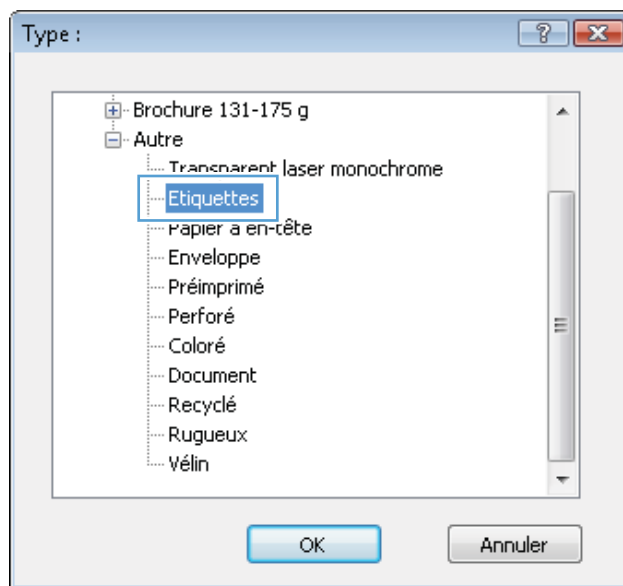 Type :
Brochure 131-175 g
Autre
Transparent laser monochrome
Etiquettes
Papier à en-tête
Enveloppe
Préimprimé
Perforé
Coloré
Document
Recyclé
Rugueux
Vélin
OK Annuler